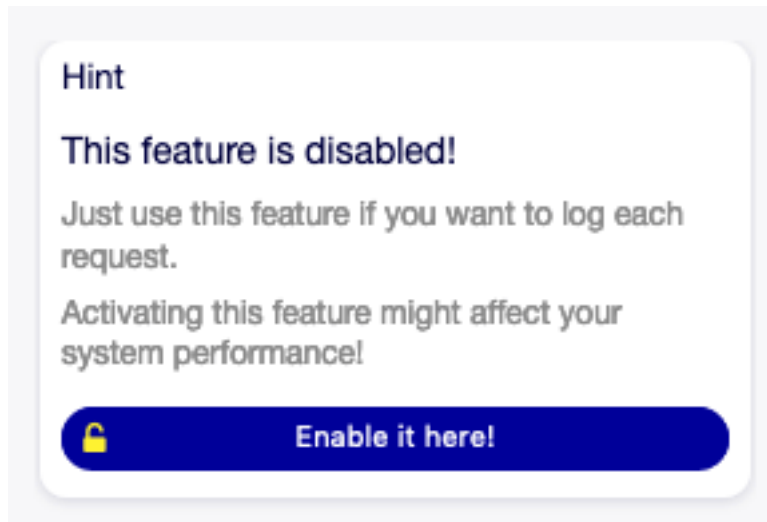 Hint
This feature is disabled!
Just use this feature if you want to log each
request.
Activating this feature might affect your
system performance!
Enable it here!